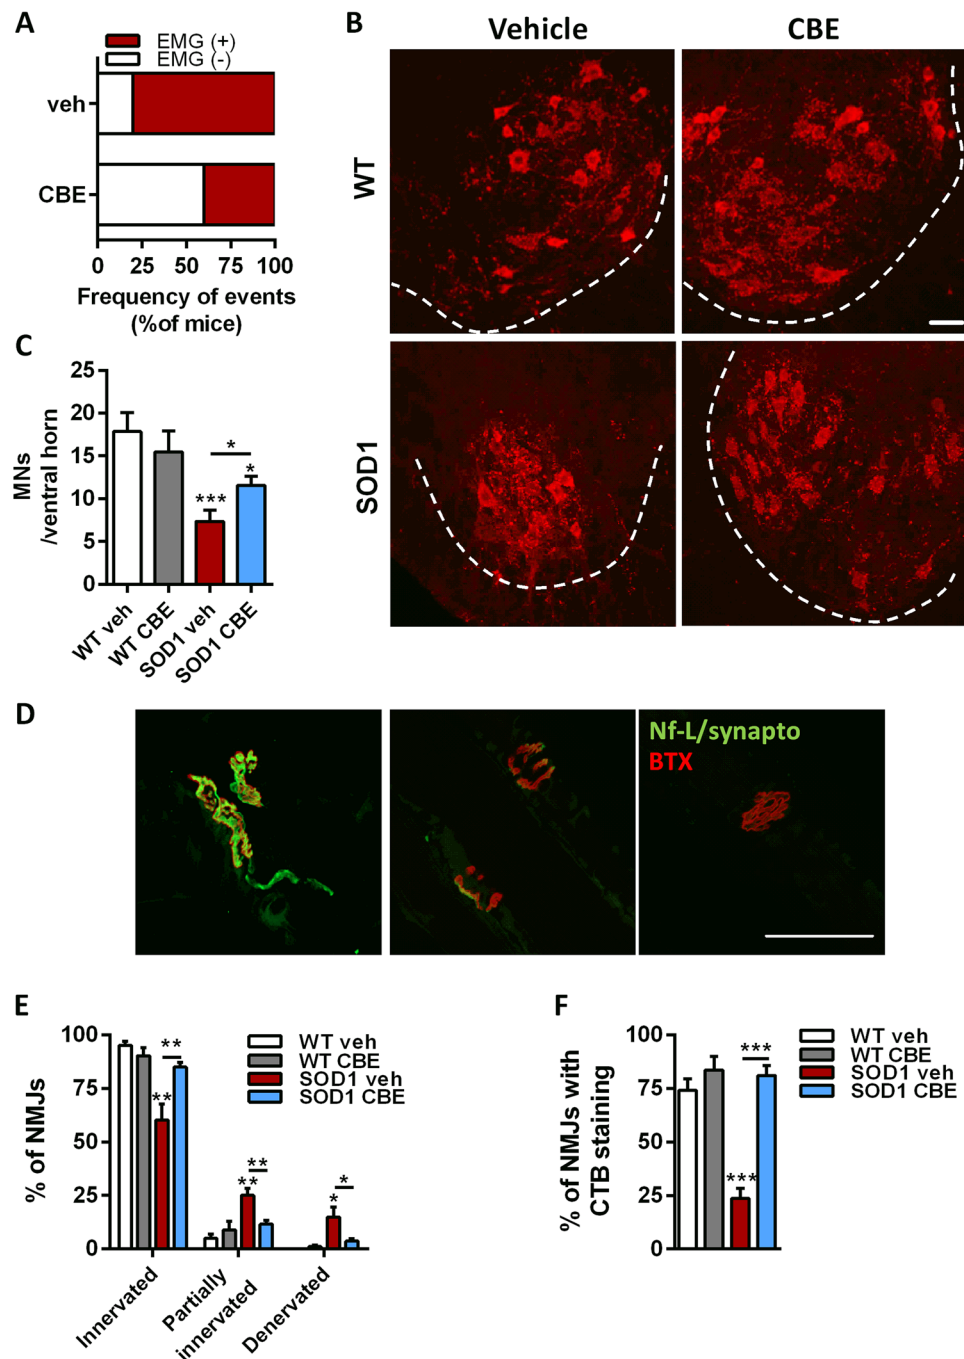 A
EMG (+)
EMG (-)
veh
CBE
0 25 50 75 100
Frequency of events
(%of mice)
B
Vehicle CBE
WT
SOD1
C
MNs
/ventral horn
25
20
15
10
5
0
*
*
***
WT veh
WT CBE
SOD1 veh
SOD1 CBE
D
Nf-L/synapto
BTX
E
% of NMJs
100
75
50
25
0
**
**
**
**
*
*
Innervated
Partially
innervated
Denervated
WT veh
WT CBE
SOD1 veh
SOD1 CBE
F
% of NMJs with
CTB staining
100
75
50
25
0
***
***
WT veh
WT CBE
SOD1 veh
SOD1 CBE